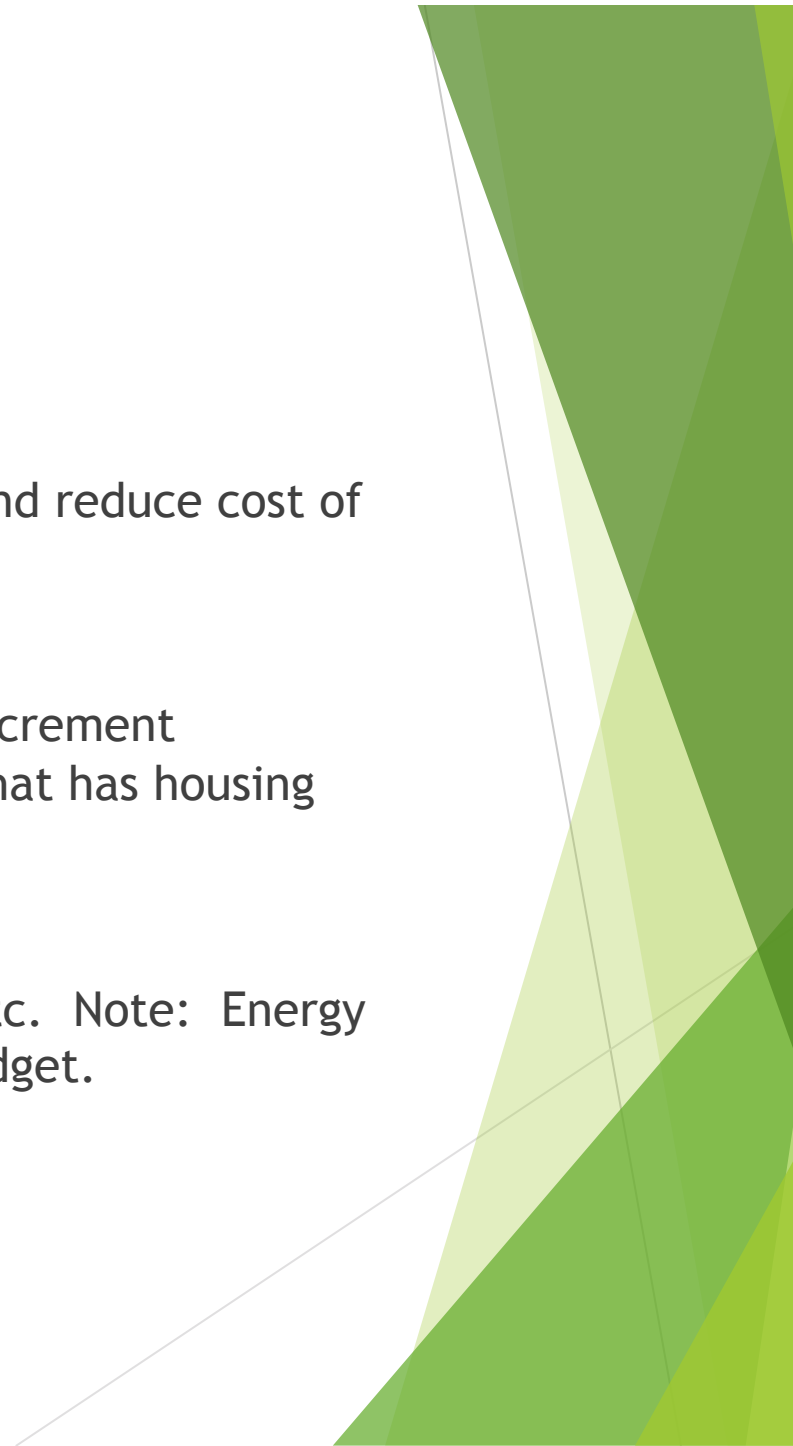 nd reduce cost of
crement
hat has housing
c. Note: Energy
dget.